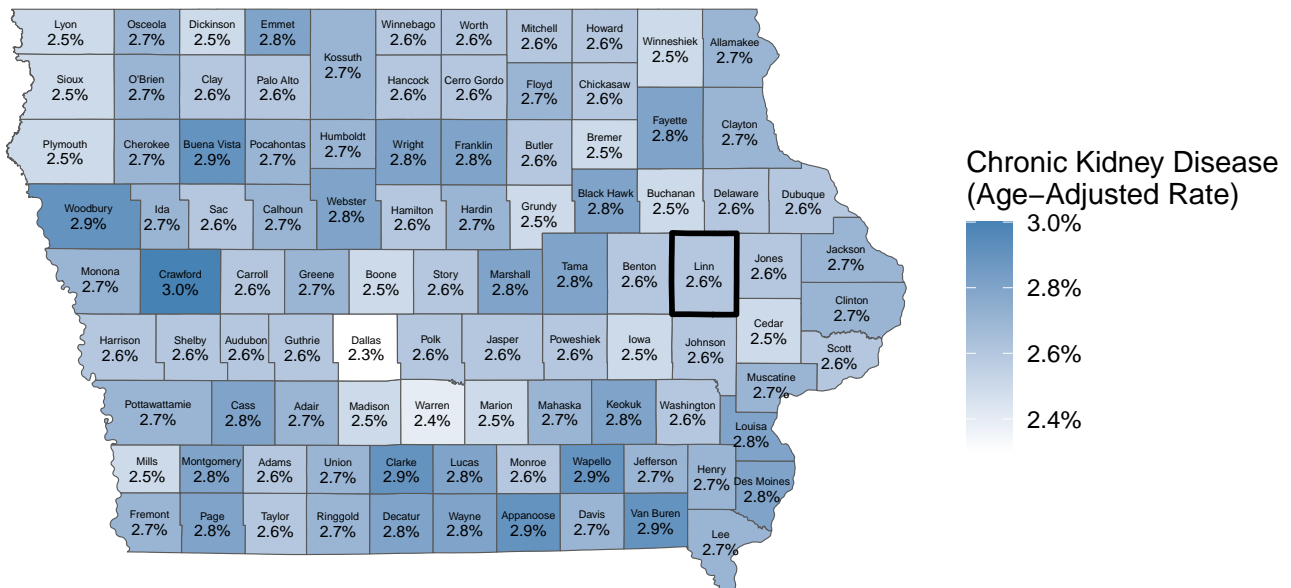 Lyon
2.5%
Osceola
2.7%
Dickinson
2.5%
Emmet
2.8%
Kossuth
2.7%
Winnebago
2.6%
Worth
2.6%
Mitchell
2.6%
Howard
2.6%
Winneshiek
2.5%
Allamakee
2.7%
Sioux
2.5%
O'Brien
2.7%
Clay
2.6%
Palo Alto
2.6%
Hancock
2.6%
Cerro Gordo
2.6%
Floyd
2.7%
Chickasaw
2.6%
Plymouth
2.5%
Cherokee
2.7%
Buena Vista
2.9%
Pocahontas
2.7%
Humboldt
2.7%
Wright
2.8%
Franklin
2.8%
Butler
2.6%
Bremer
2.5%
Fayette
2.8%
Clayton
2.7%
Woodbury
2.9%
Ida
2.7%
Sac
2.6%
Calhoun
2.7%
Webster
2.8%
Hamilton
2.6%
Hardin
2.7%
Grundy
2.5%
Black Hawk
2.8%
Buchanan
2.5%
Delaware
2.6%
Dubuque
2.6%
Monona
2.7%
Crawford
3.0%
Carroll
2.6%
Greene
2.7%
Boone
2.5%
Story
2.6%
Marshall
2.8%
Tama
2.8%
Benton
2.6%
Linn
2.6%
Jones
2.6%
Jackson
2.7%
Clinton
2.7%
Harrison
2.6%
Shelby
2.6%
Audubon
2.6%
Guthrie
2.6%
Dallas
2.3%
Polk
2.6%
Jasper
2.6%
Poweshiek
2.6%
Iowa
2.5%
Johnson
2.6%
Cedar
2.5%
Scott
2.6%
Muscatine
2.7%
Pottawattamie
2.7%
Cass
2.8%
Adair
2.7%
Madison
2.5%
Warren
2.4%
Marion
2.5%
Mahaska
2.7%
Keokuk
2.8%
Washington
2.6%
Louisa
2.8%
Mills
2.5%
Montgomery
2.8%
Adams
2.6%
Union
2.7%
Clarke
2.9%
Lucas
2.8%
Monroe
2.6%
Wapello
2.9%
Jefferson
2.7%
Henry
2.7%
Des Moines
2.8%
Fremont
2.7%
Page
2.8%
Taylor
2.6%
Ringgold
2.7%
Decatur
2.8%
Wayne
2.8%
Appanoose
2.9%
Davis
2.7%
Van Buren
2.9%
Lee
2.7%
Chronic Kidney Disease
(Age−Adjusted Rate)
3.0%
2.8%
2.6%
2.4%